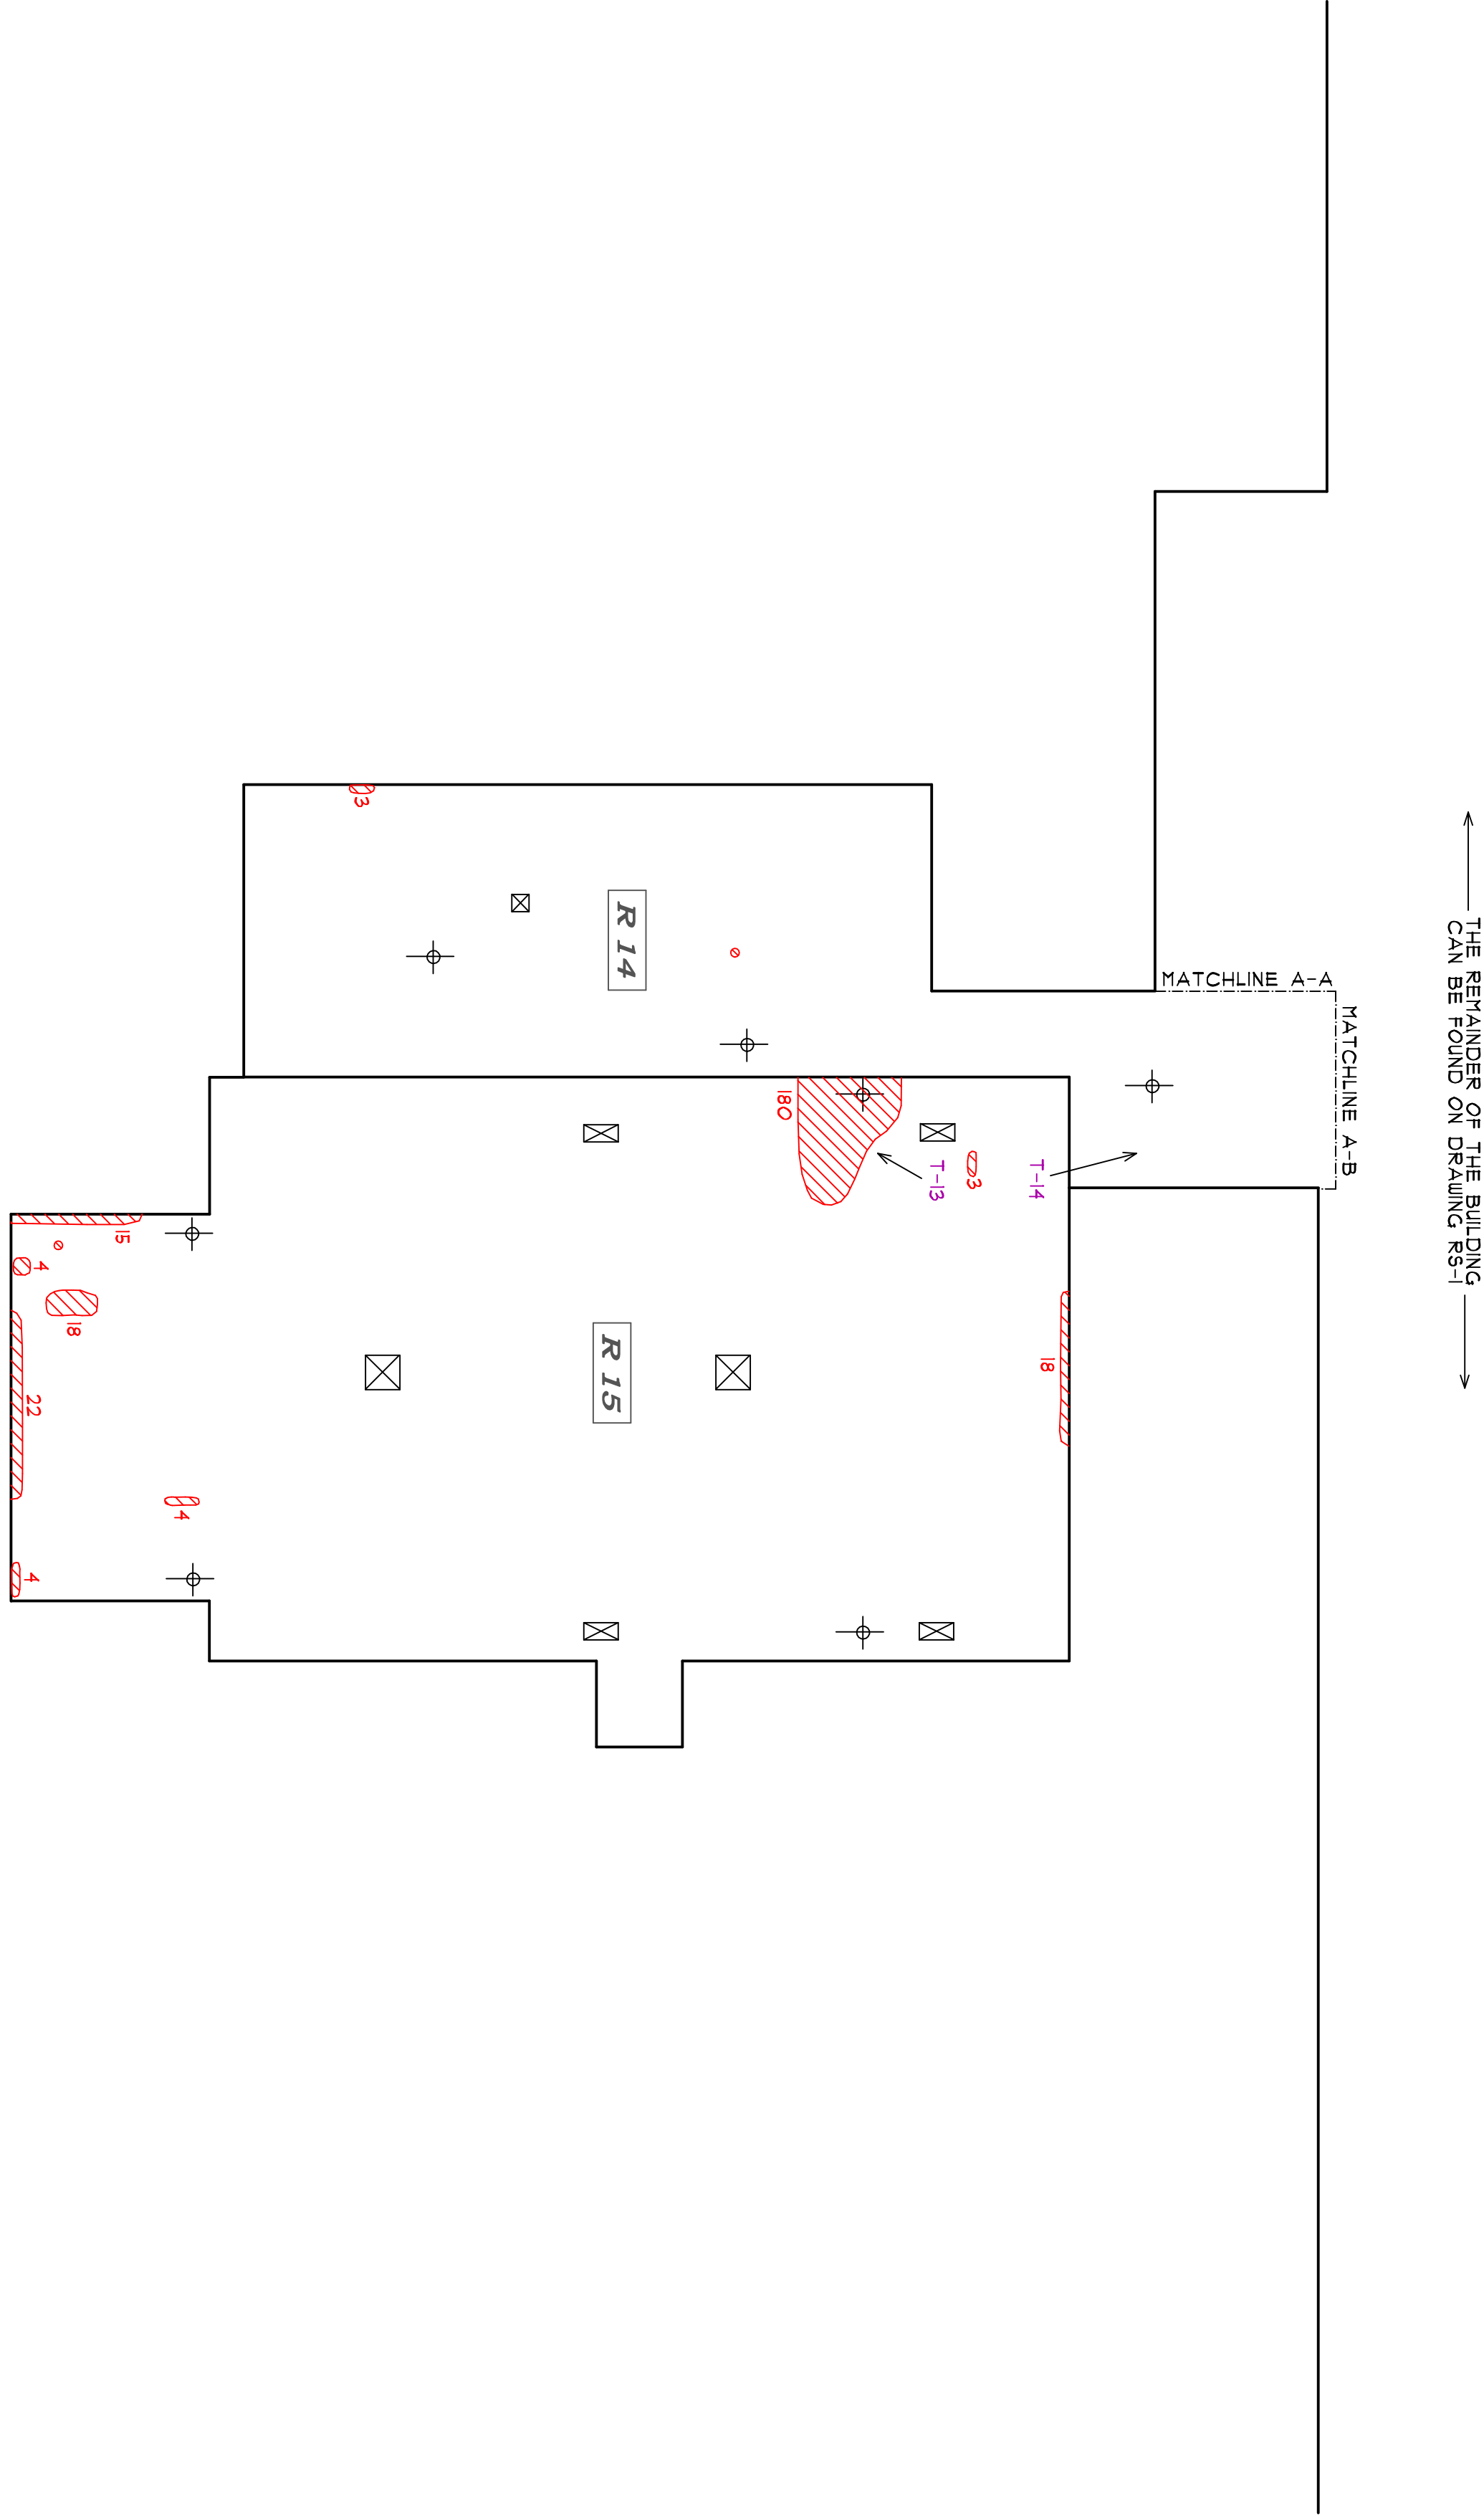 THE REMAINDER OF THE BUILDING
CAN BE FOUND ON DRAWING RS-1
MATCHLINE A-A
MATCHLINE A-B
3
R 14
180
T-13
3
T-14
15
4
18
22
4
4
18
R 15